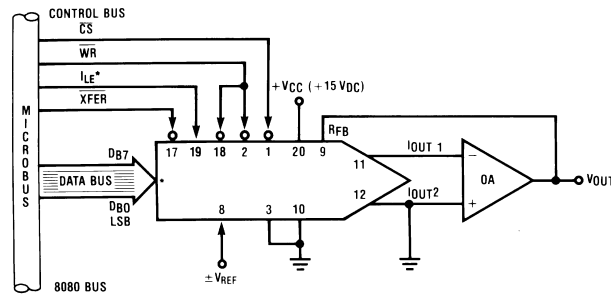 CONTROL BUS
CS
WR
ILE*
XFER
+VCC (+15 VDC)
RFB
17 19 18 2 1 20 9
MICROBUS
DB7
DATA BUS
DB0
LSB
8
3
10
11
12
IOUT 1
IOUT2
−
+
OA
VOUT
±VREF
8080 BUS